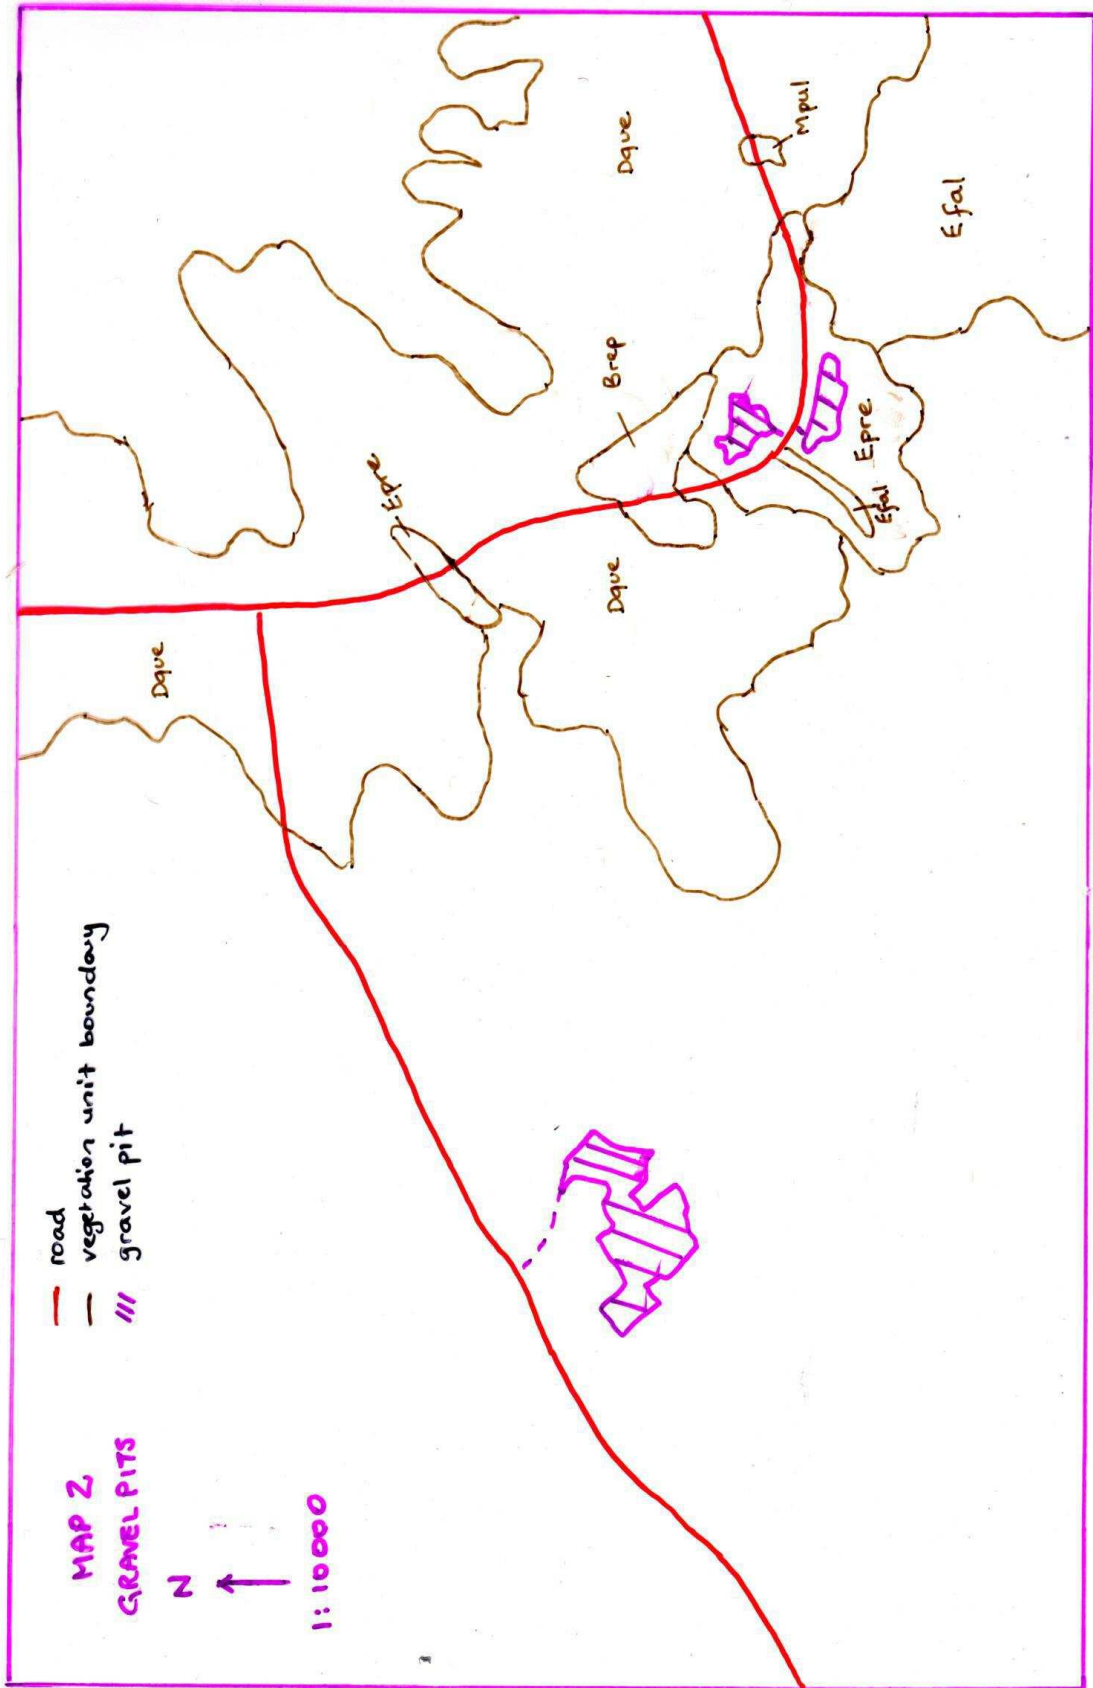 MAP 2
GRAVEL PITS
N
1:10000
road
vegetation unit boundary
gravel pit
Dque
Epre
Dque
Brep
Dque
Mpul
Efal
Epre
Efal